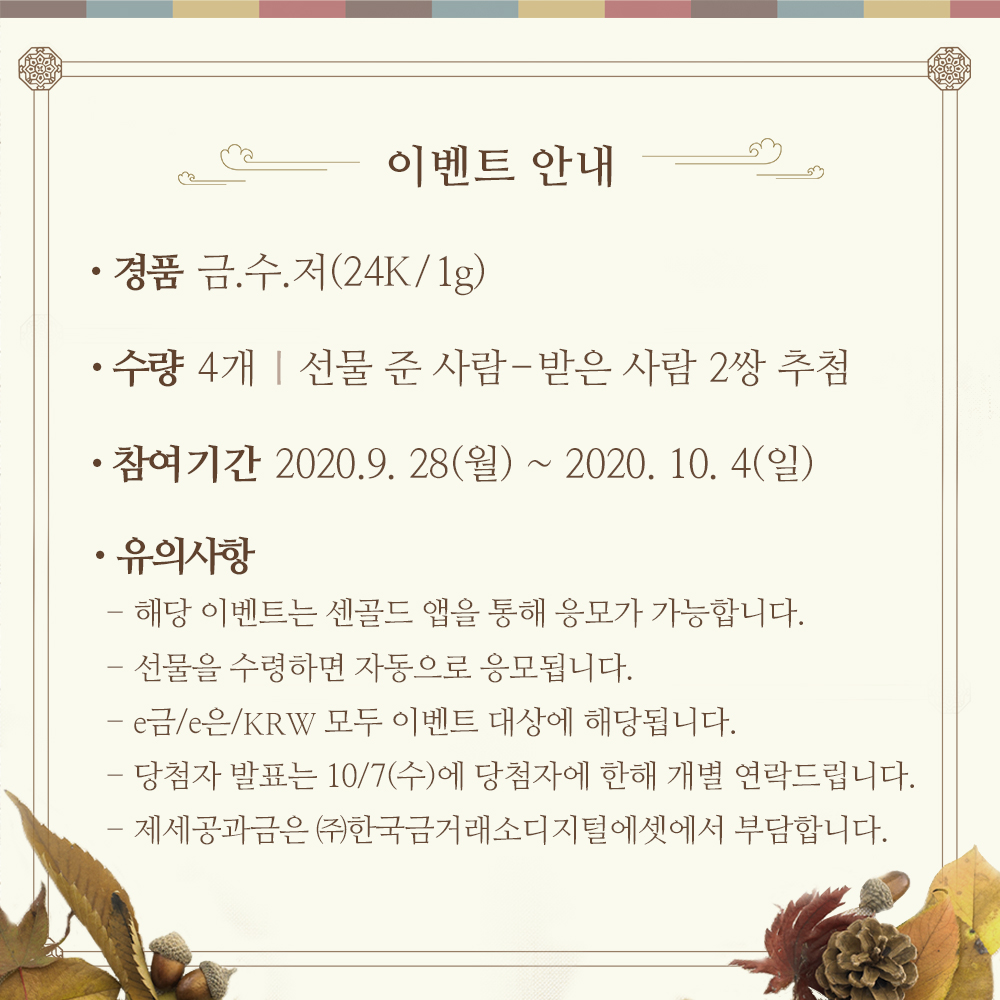 이벤트 안내
• 경품 금.수.저(24K/1g)
• 수량 4개 | 선물 준 사람-받은 사람 2쌍 추첨
• 참여기간 2020.9. 28(월) ~ 2020. 10. 4(일)
• 유의사항
- 해당 이벤트는 센골드 앱을 통해 응모가 가능합니다.
- 선물을 수령하면 자동으로 응모됩니다.
- e금/e은/KRW 모두 이벤트 대상에 해당됩니다.
- 당첨자 발표는 10/7(수)에 당첨자에 한해 개별 연락드립니다.
- 제세공과금은 ㈜한국금거래소디지털에셋에서 부담합니다.